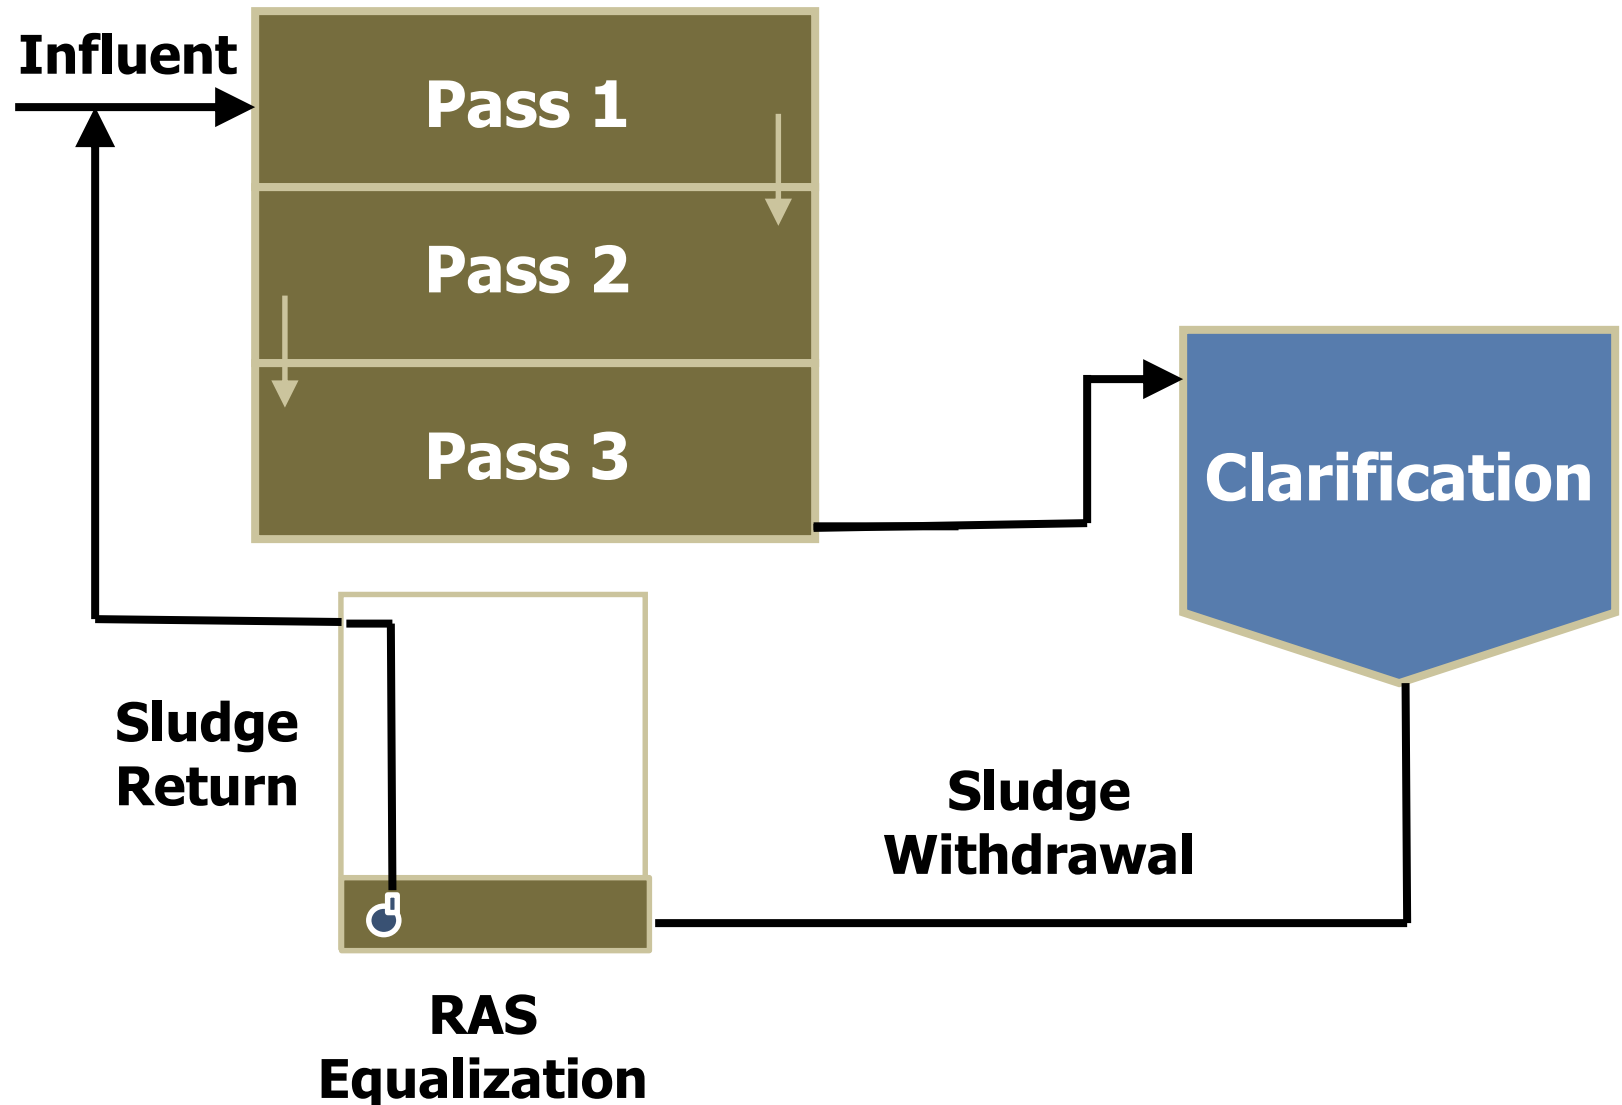 Influent
Pass 1
Pass 2
Pass 3
Clarification
Sludge
Return
Sludge
Withdrawal
RAS
Equalization